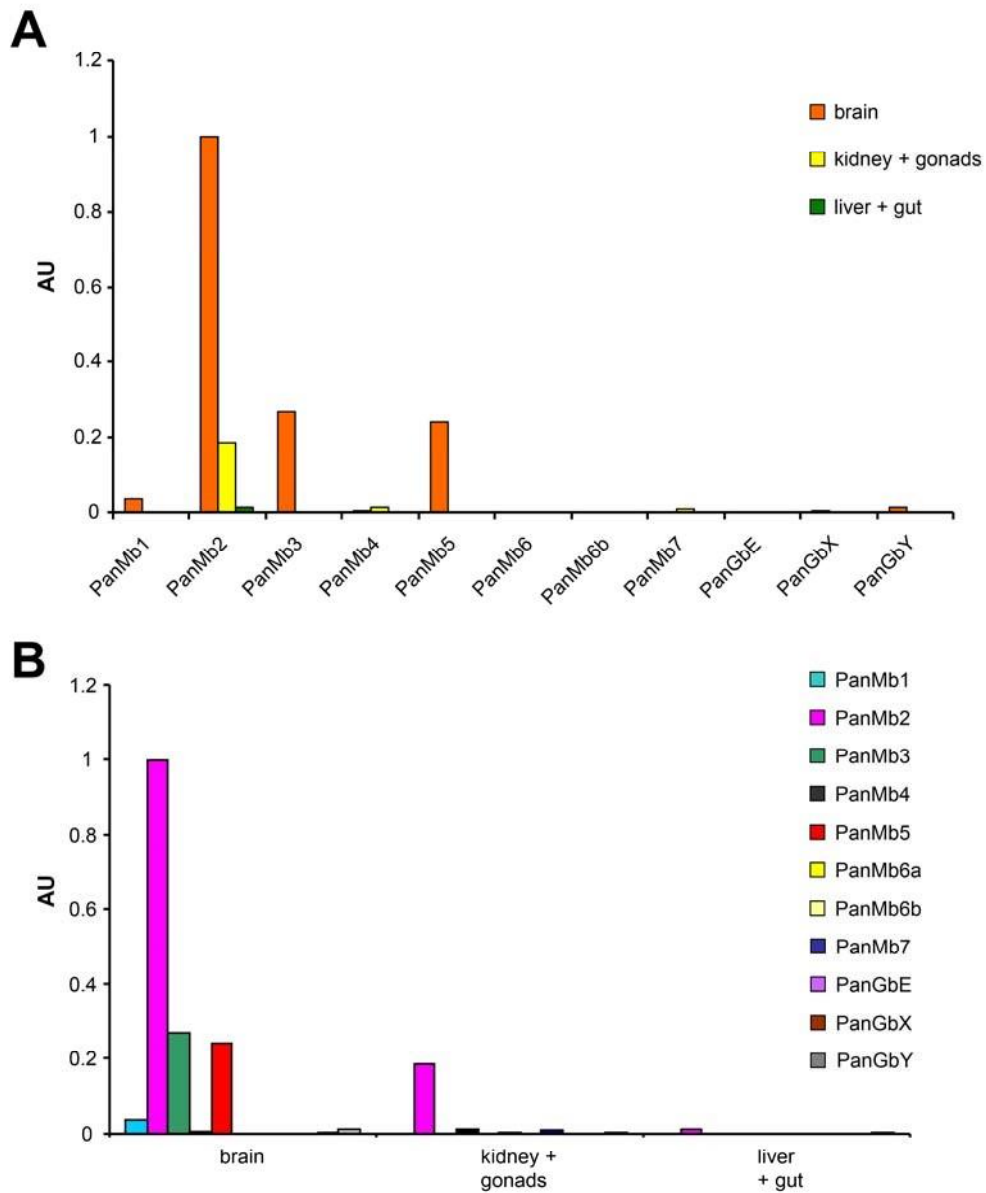 A
1.2
1
0.8
0.6
0.4
0.2
0
AU
brain
kidney + gonads
liver + gut
PanMb1
PanMb2
PanMb3
PanMb4
PanMb5
PanMb6
PanMb6b
PanMb7
PanGbE
PanGbX
PanGbY
B
1.2
1
0.8
0.6
0.4
0.2
0
AU
PanMb1
PanMb2
PanMb3
PanMb4
PanMb5
PanMb6a
PanMb6b
PanMb7
PanGbE
PanGbX
PanGbY
brain
kidney +
gonads
liver
+ gut